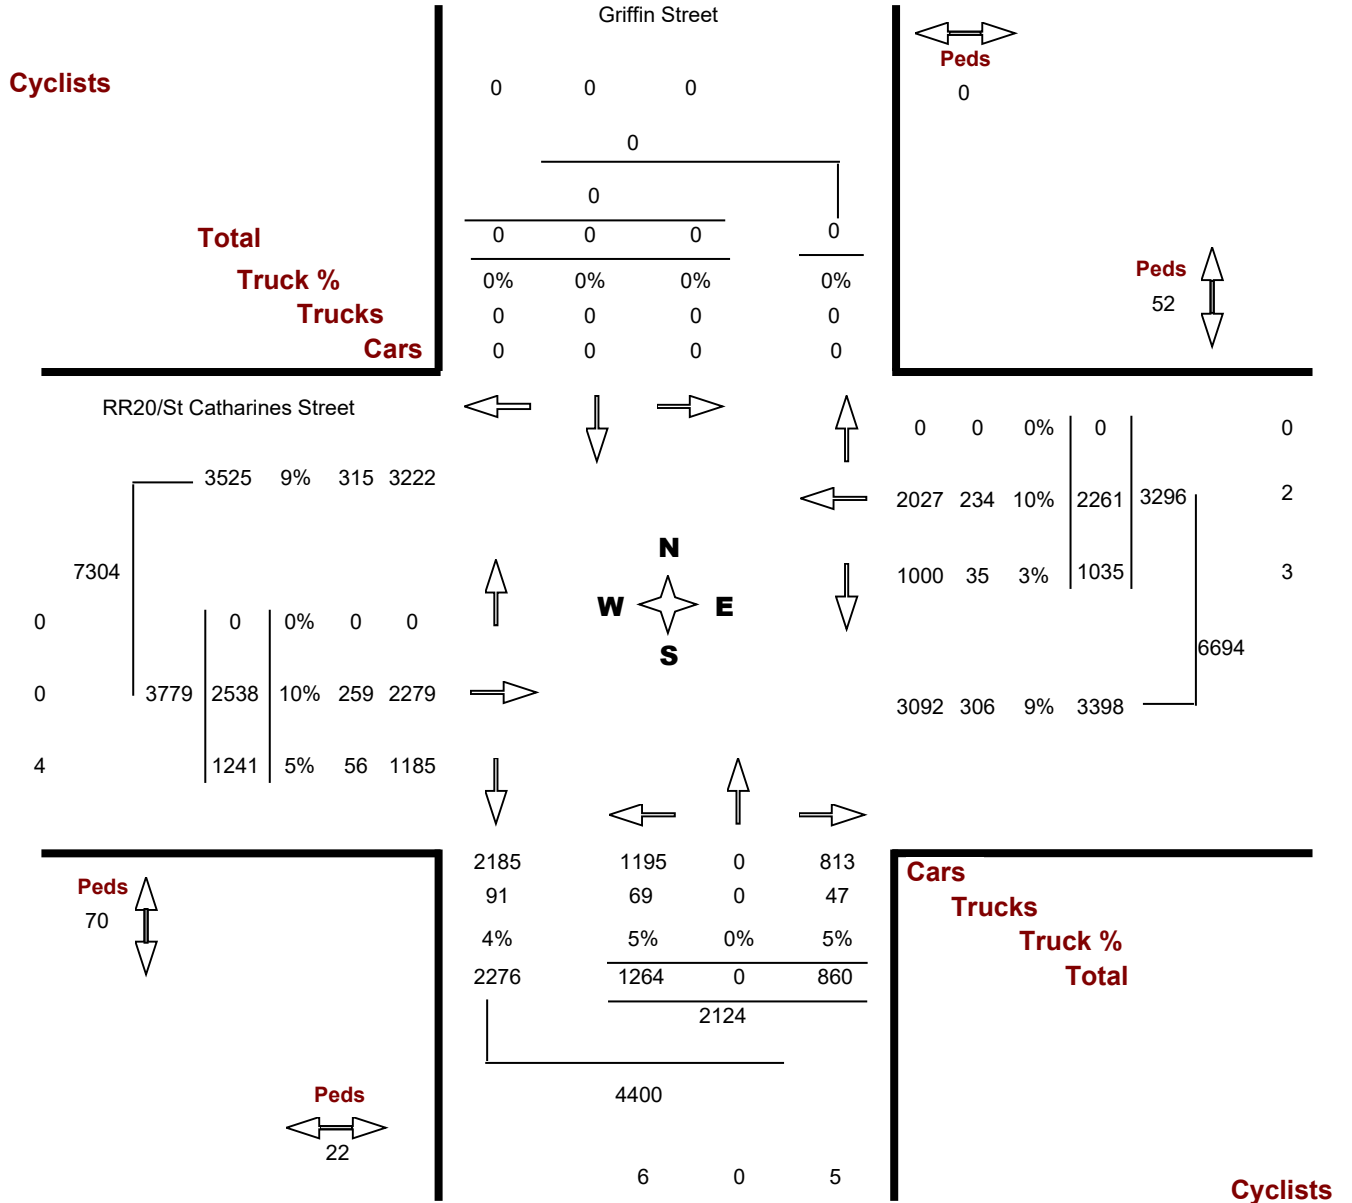 Griffin Street
Peds
0
Cyclists
0 0 0
0
0
Total 0 0 0 0
Truck % 0% 0% 0% 0%
Trucks 0 0 0 0
Cars 0 0 0 0
Peds
52
RR20/St Catharines Street
0 0 0% 0 0
3525 9% 315 3222
2027 234 10% 2261 3296 2
N
7304
1000 35 3% 1035 3
W E
0 0 0% 0 0
S
6694
0 3779 2538 10% 259 2279
3092 306 9% 3398
4 1241 5% 56 1185
2185 1195 0 813 Cars
Peds
70
91 69 0 47 Trucks
4% 5% 0% 5% Truck %
2276 1264 0 860 Total
2124
4400
Peds
22
6 0 5
Cyclists